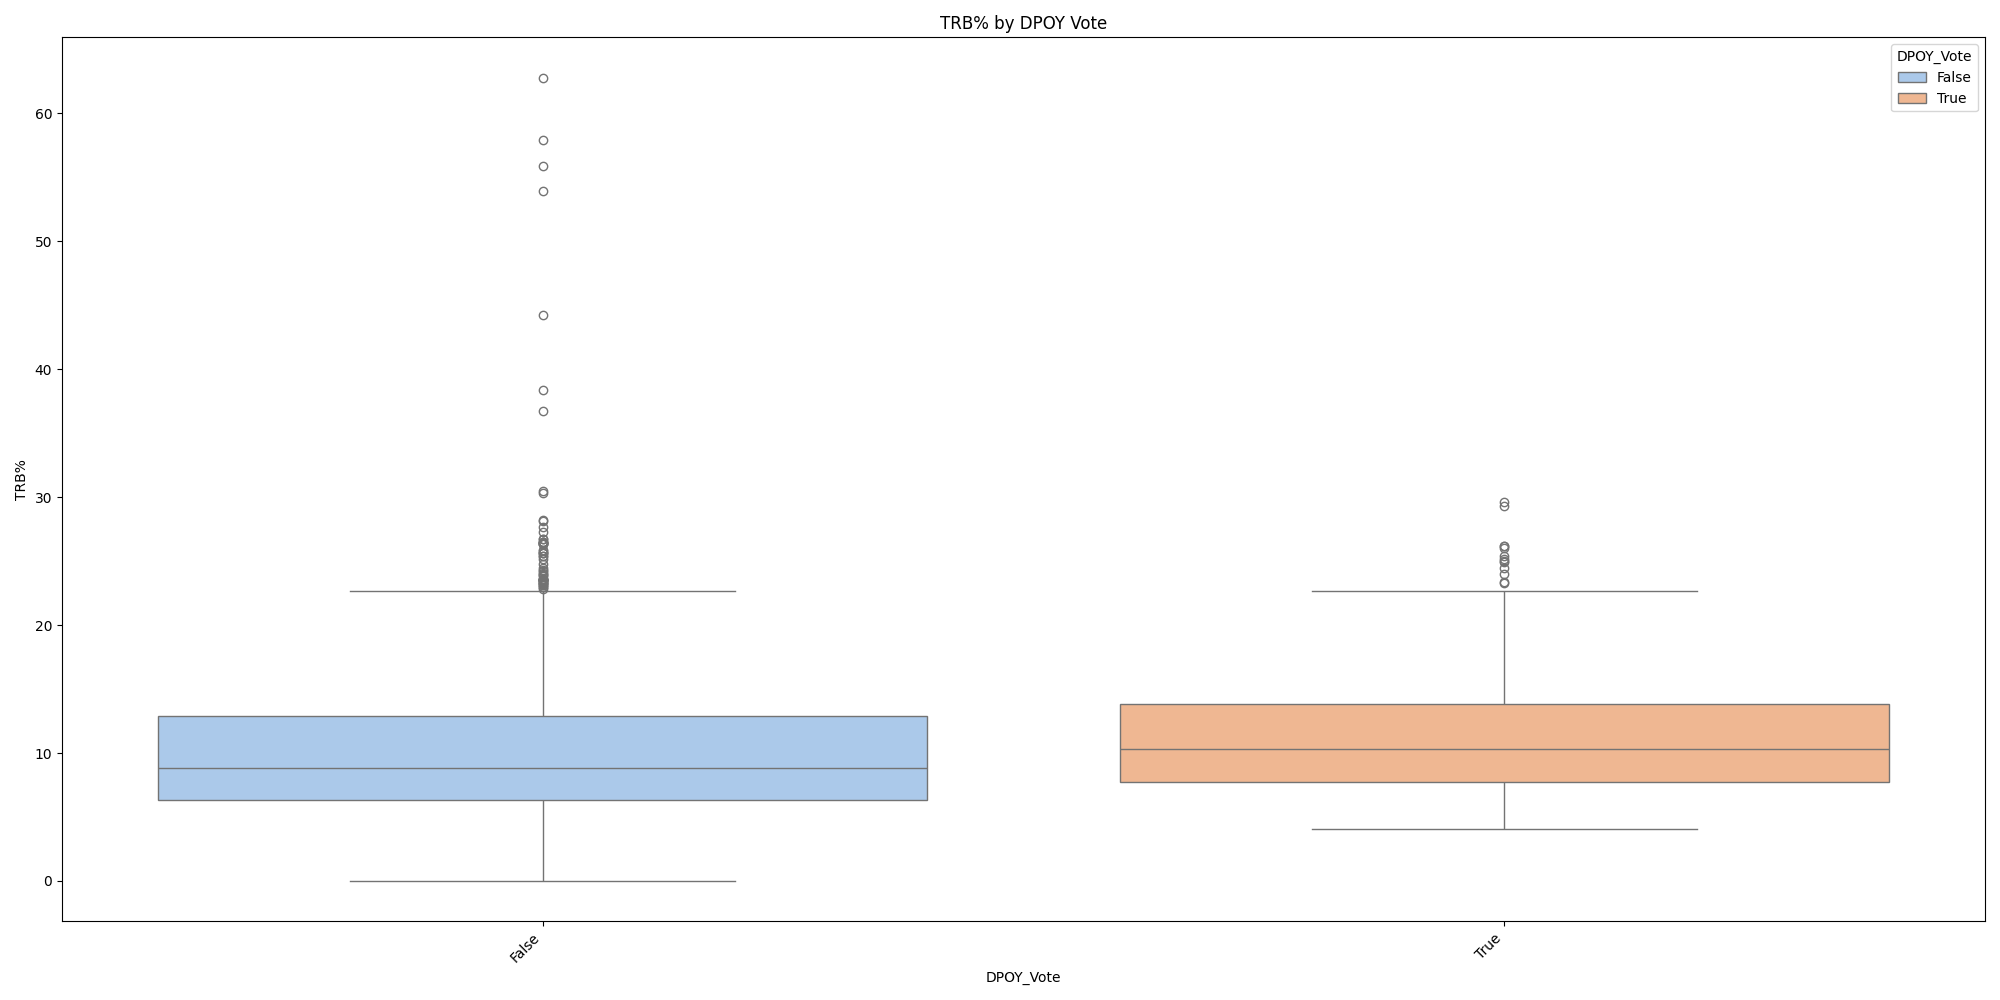 TRB% by DPOY Vote
DPOY_Vote
False
True
60
50
40
30
20
10
0
TRB%
False
True
DPOY_Vote